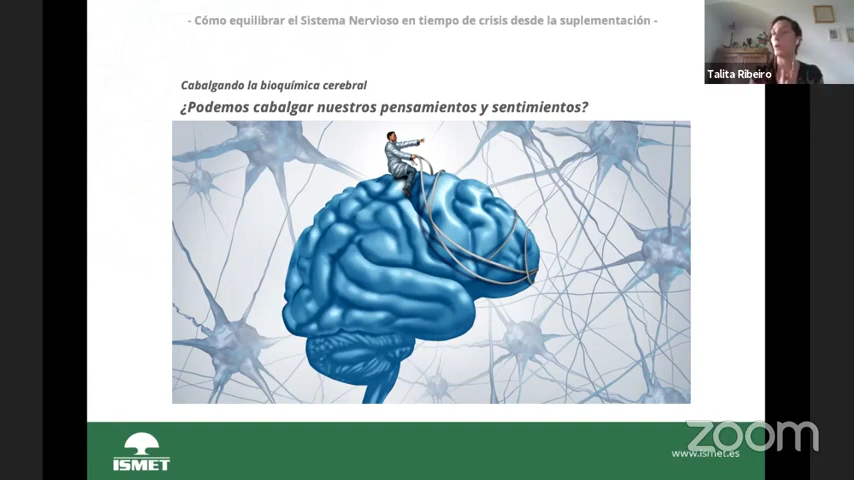 - Cómo equilibrar el Sistema Nervioso en tiempo de crisis desde la suplementación -
Talita Ribeiro
Cabalgando la bioquímica cerebral
¿Podemos cabalgar nuestros pensamientos y sentimientos?
zoom
www.ismet.es
ISMET